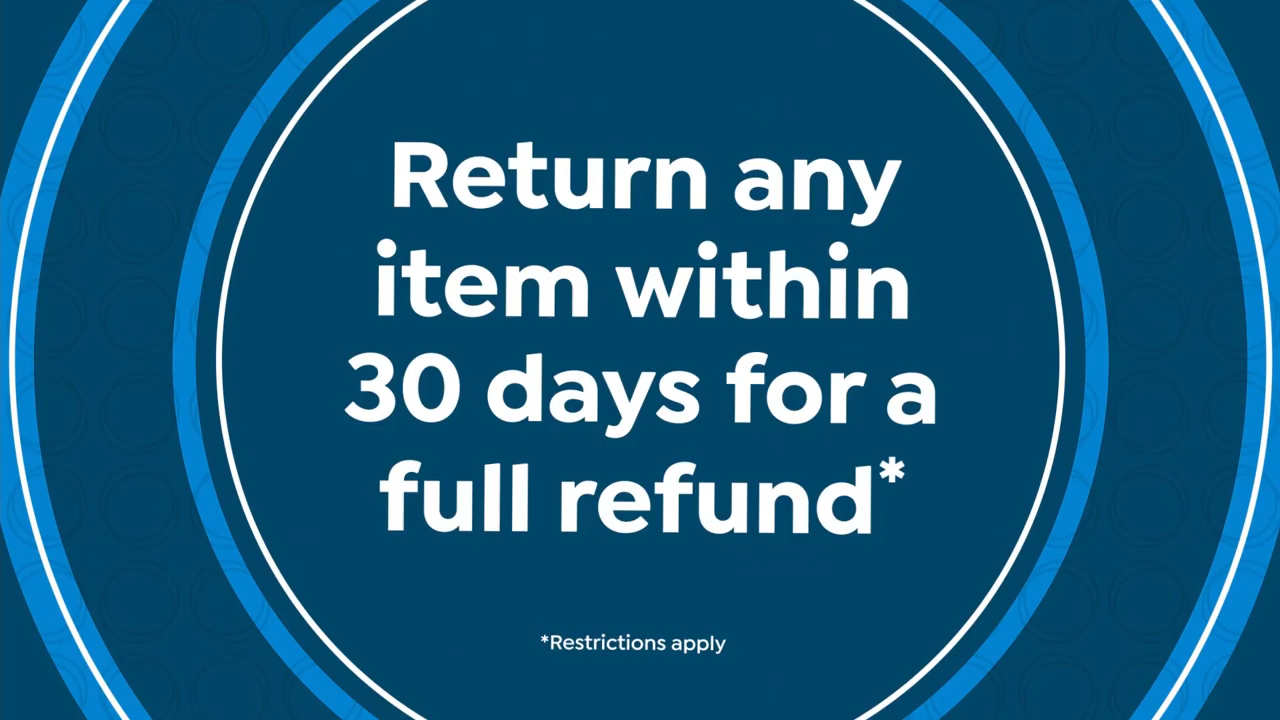 Return any
item within
30 days for a
full refund*
*Restrictions apply